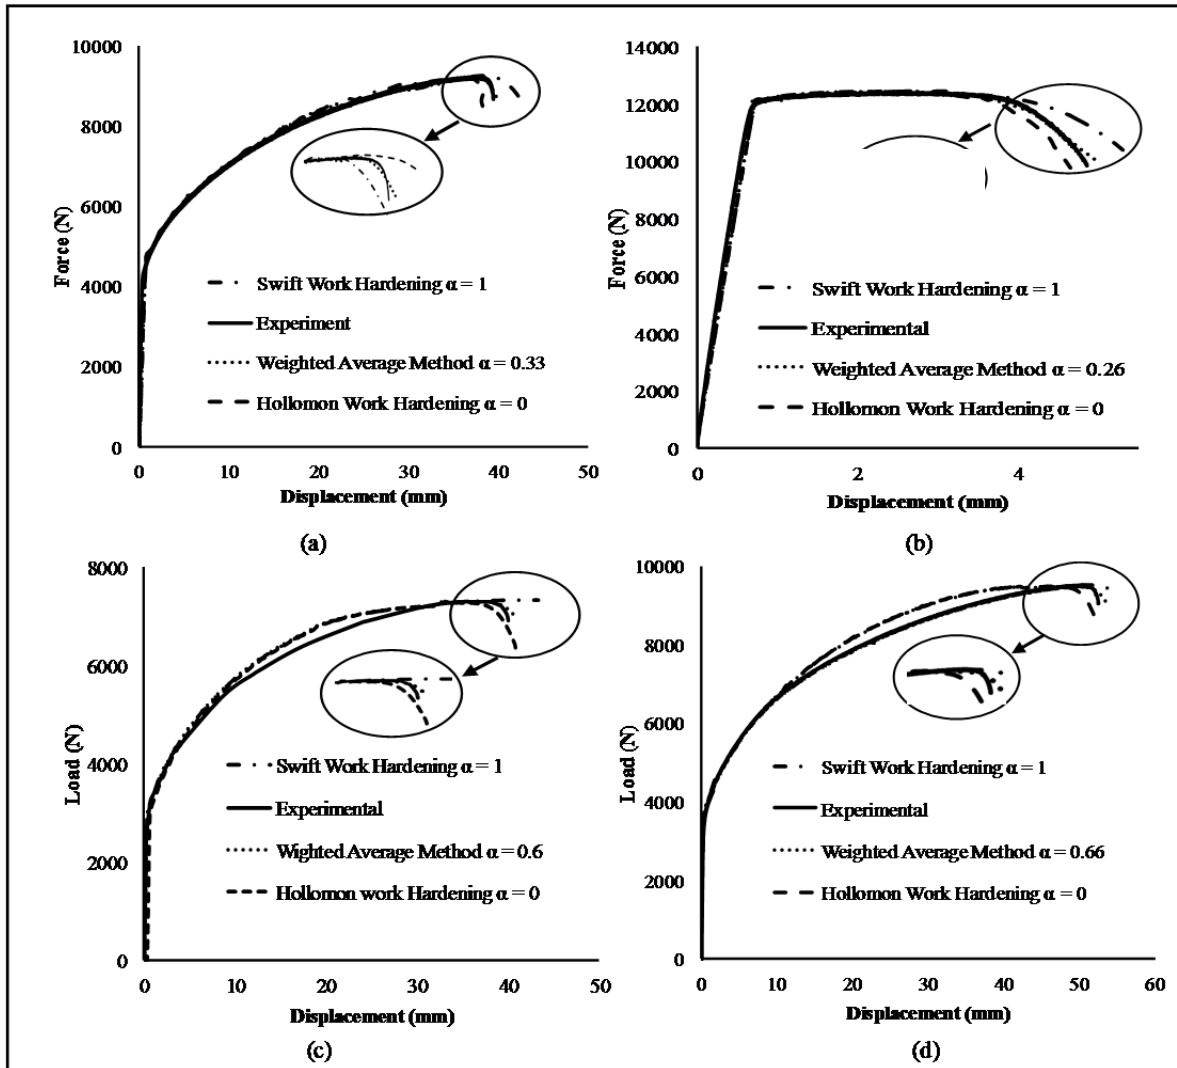 10000
8000
6000
4000
2000
0
Force (N)
Swift Work Hardening α = 1
Experiment
Weighted Average Method α = 0.33
Hollomon Work Hardening α = 0
0 10 20 30 40 50
Displacement (mm)
(a)
14000
12000
10000
8000
6000
4000
2000
0
Force (N)
Swift Work Hardening α = 1
Experimental
Weighted Average Method α = 0.26
Hollomon Work Hardening α = 0
0 2 4
Displacement (mm)
(b)
8000
6000
4000
2000
0
Load (N)
Swift Work Hardening α = 1
Experimental
Wighted Average Method α = 0.6
Hollomon work Hardening α = 0
0 10 20 30 40 50
Displacement (mm)
(c)
10000
8000
6000
4000
2000
0
Load (N)
Swift Work Hardening α = 1
Experimental
Weighted Average Method α = 0.66
Hollomon Work Hardening α = 0
0 10 20 30 40 50 60
Displacement (mm)
(d)